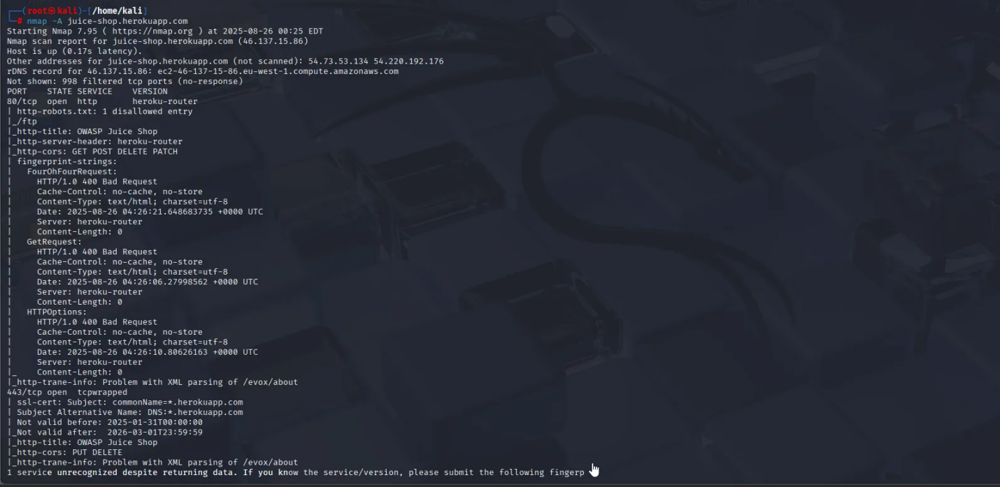 ┌──(root㉿kali)-[/home/kali]
└─# nmap -A juice-shop.herokuapp.com
Starting Nmap 7.95 ( https://nmap.org ) at 2025-08-26 00:25 EDT
Nmap scan report for juice-shop.herokuapp.com (46.137.15.86)
Host is up (0.17s latency).
Other addresses for juice-shop.herokuapp.com (not scanned): 54.73.53.134 54.220.192.176
rDNS record for 46.137.15.86: ec2-46-137-15-86.eu-west-1.compute.amazonaws.com
Not shown: 998 filtered tcp ports (no-response)
PORT    STATE SERVICE    VERSION
80/tcp  open  http       heroku-router
| http-robots.txt: 1 disallowed entry
|_/ftp
|_http-title: OWASP Juice Shop
|_http-server-header: heroku-router
|_http-cors: GET POST DELETE PATCH
| fingerprint-strings:
|   FourOhFourRequest:
|     HTTP/1.0 400 Bad Request
|     Cache-Control: no-cache, no-store
|     Content-Type: text/html; charset=utf-8
|     Date: 2025-08-26 04:26:21.648683735 +0000 UTC
|     Server: heroku-router
|     Content-Length: 0
|   GetRequest:
|     HTTP/1.0 400 Bad Request
|     Cache-Control: no-cache, no-store
|     Content-Type: text/html; charset=utf-8
|     Date: 2025-08-26 04:26:06.27998562 +0000 UTC
|     Server: heroku-router
|     Content-Length: 0
|   HTTPOptions:
|     HTTP/1.0 400 Bad Request
|     Cache-Control: no-cache, no-store
|     Content-Type: text/html; charset=utf-8
|     Date: 2025-08-26 04:26:10.80626163 +0000 UTC
|     Server: heroku-router
|_    Content-Length: 0
|_http-trane-info: Problem with XML parsing of /evox/about
443/tcp open  tcpwrapped
| ssl-cert: Subject: commonName=*.herokuapp.com
| Subject Alternative Name: DNS:*.herokuapp.com
| Not valid before: 2025-01-31T00:00:00
|_Not valid after:  2026-03-01T23:59:59
|_http-title: OWASP Juice Shop
|_http-cors: PUT DELETE
|_http-trane-info: Problem with XML parsing of /evox/about
1 service unrecognized despite returning data. If you know the service/version, please submit the following fingerp